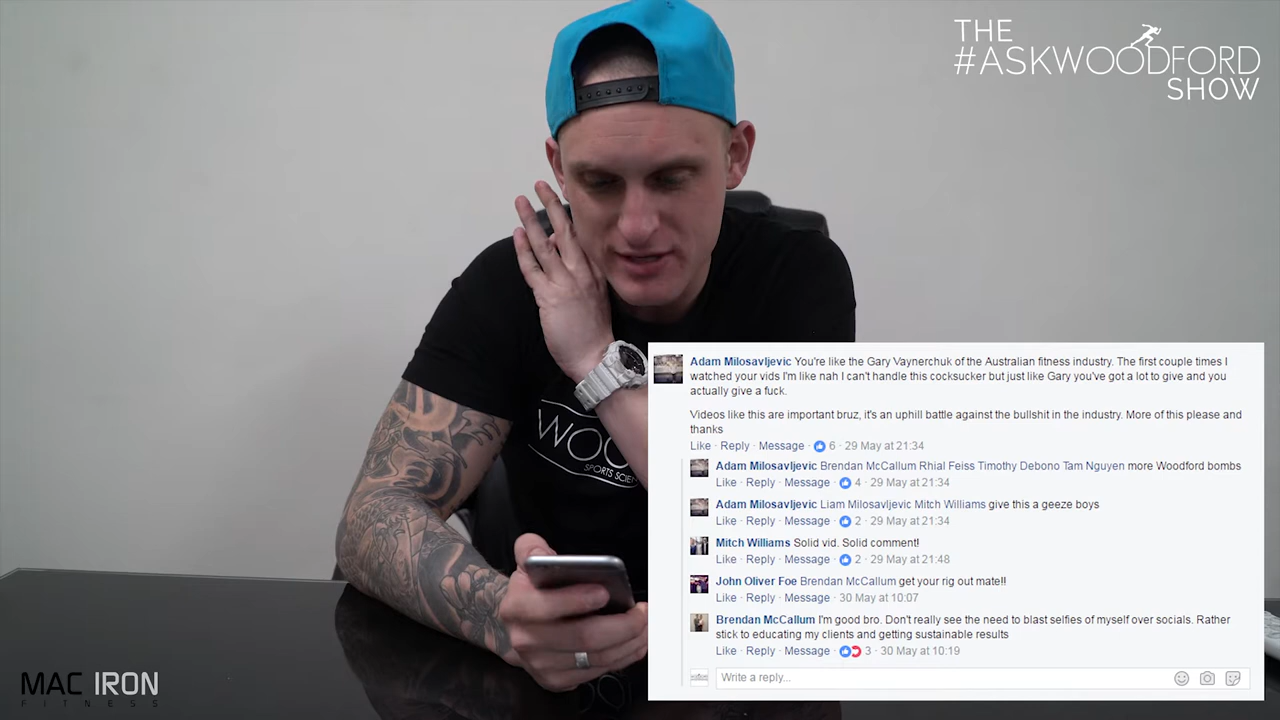 THE
#ASKWOODFORD
SHOW
WOO
SPORTS SCIEN
Adam Milosavljevic You're like the Gary Vaynerchuk of the Australian fitness industry. The first couple times I
watched your vids I'm like nah I can't handle this cocksucker but just like Gary you've got a lot to give and you
actually give a fuck.
Videos like this are important bruz, it's an uphill battle against the bullshit in the industry. More of this please and
thanks
Like · Reply · Message · 6 · 29 May at 21:34
Adam Milosavljevic Brendan McCallum Rhial Feiss Timothy Debono Tam Nguyen more Woodford bombs
Like · Reply · Message · 4 · 29 May at 21:34
Adam Milosavljevic Liam Milosavljevic Mitch Williams give this a geeze boys
Like · Reply · Message · 2 · 29 May at 21:34
Mitch Williams Solid vid. Solid comment!
Like · Reply · Message · 2 · 29 May at 21:48
John Oliver Foe Brendan McCallum get your rig out mate!!
Like · Reply · Message · 30 May at 10:07
Brendan McCallum I'm good bro. Don't really see the need to blast selfies of myself over socials. Rather
stick to educating my clients and getting sustainable results
Like · Reply · Message · 3 · 30 May at 10:19
Write a reply...
MAC IRON
FITNESS